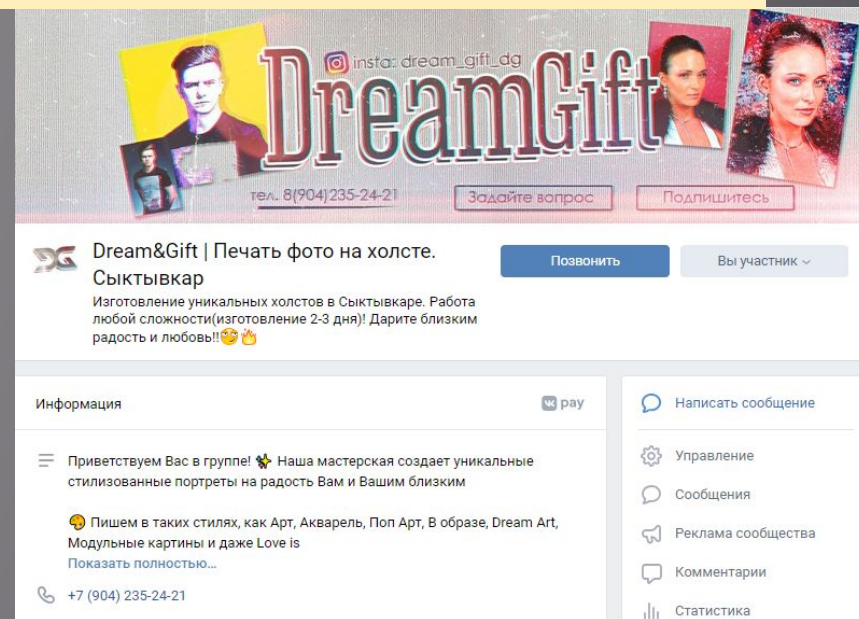 insta: dream_gift_dg
DreamGift
тел. 8(904)235-24-21
Задайте вопрос
Подпишитесь
DG
Dream&Gift | Печать фото на холсте.
Сыктывкар
Позвонить
Вы участник
Изготовление уникальных холстов в Сыктывкаре. Работа
любой сложности(изготовление 2-3 дня)! Дарите близким
радость и любовь!!🧐🔥
Информация
pay
Приветствуем Вас в группе! ✨ Наша мастерская создает уникальные
стилизованные портреты на радость Вам и Вашим близким
🎨 Пишем в таких стилях, как Арт, Акварель, Поп Арт, В образе, Dream Art,
Модульные картины и даже Love is
Показать полностью...
+7 (904) 235-24-21
Написать сообщение
Управление
Сообщения
Реклама сообщества
Комментарии
Статистика